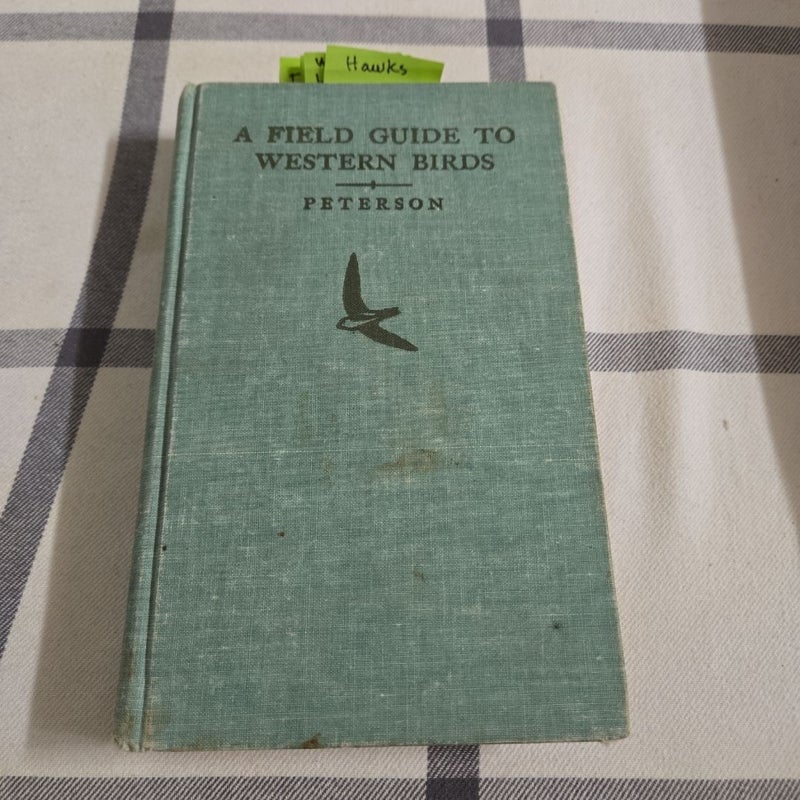 Hawks
A FIELD GUIDE TO
WESTERN BIRDS
PETERSON